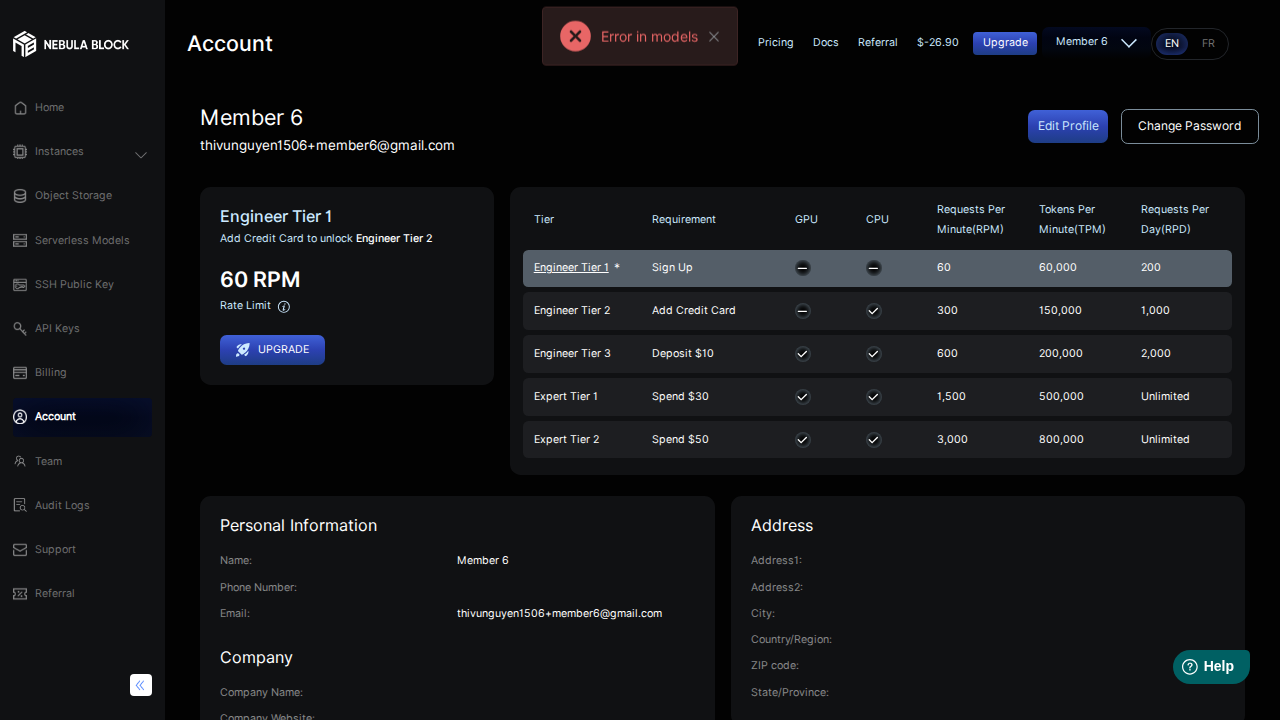 NEBULA BLOCK
Account
Error in models
Pricing
Docs
Referral
$-26.90
Upgrade
Member 6
EN
FR
Home
Instances
Object Storage
Serverless Models
SSH Public Key
API Keys
Billing
Account
Team
Audit Logs
Support
Referral
Member 6
thivunguyen1506+member6@gmail.com
Edit Profile
Change Password
Engineer Tier 1
Add Credit Card to unlock Engineer Tier 2
60 RPM
Rate Limit
UPGRADE
Tier Requirement GPU CPU Requests Per Minute(RPM) Tokens Per Minute(TPM) Requests Per Day(RPD)
Engineer Tier 1 * Sign Up 60 60,000 200
Engineer Tier 2 Add Credit Card 300 150,000 1,000
Engineer Tier 3 Deposit $10 600 200,000 2,000
Expert Tier 1 Spend $30 1,500 500,000 Unlimited
Expert Tier 2 Spend $50 3,000 800,000 Unlimited
Personal Information
Name: Member 6
Phone Number:
Email: thivunguyen1506+member6@gmail.com
Company
Company Name:
Company Website:
Address
Address1:
Address2:
City:
Country/Region:
ZIP code:
State/Province:
Help